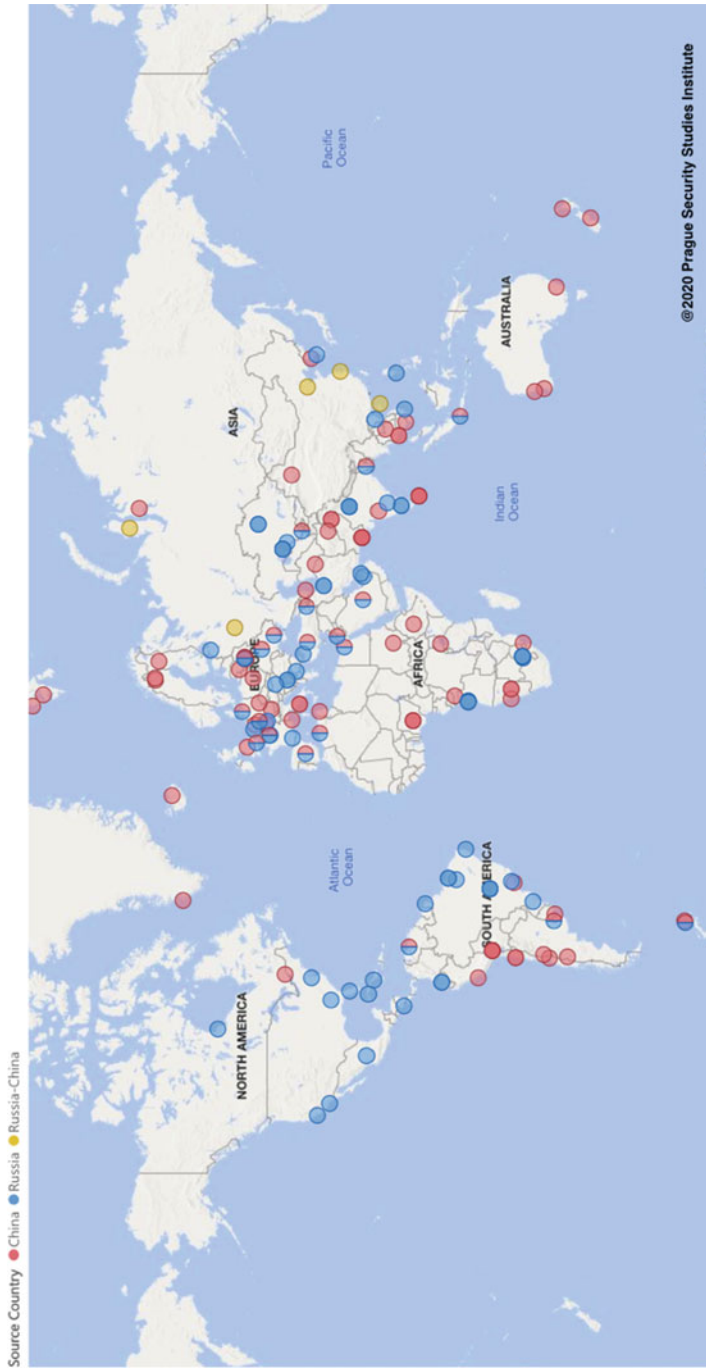 Source Country ● China ● Russia ● Russia-China
NORTH AMERICA
Atlantic
Ocean
SOUTH AMERICA
EUROPE
AFRICA
ASIA
Indian
Ocean
AUSTRALIA
Pacific
Ocean
@2020 Prague Security Studies Institute